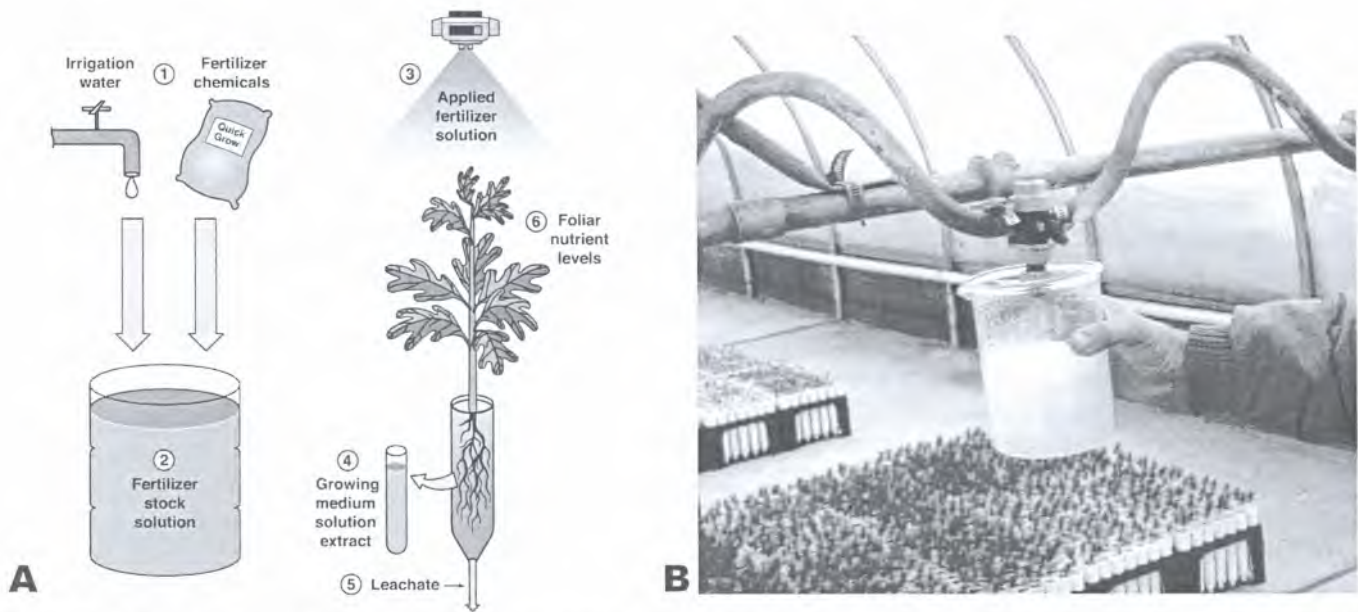 Irrigation
water
①
Fertilizer
chemicals
Quick
Grow
②
Fertilizer
stock
solution
③
Applied
fertilizer
solution
⑥ Foliar
nutrient
levels
④
Growing
medium
solution
extract
⑤ Leachate
A
B